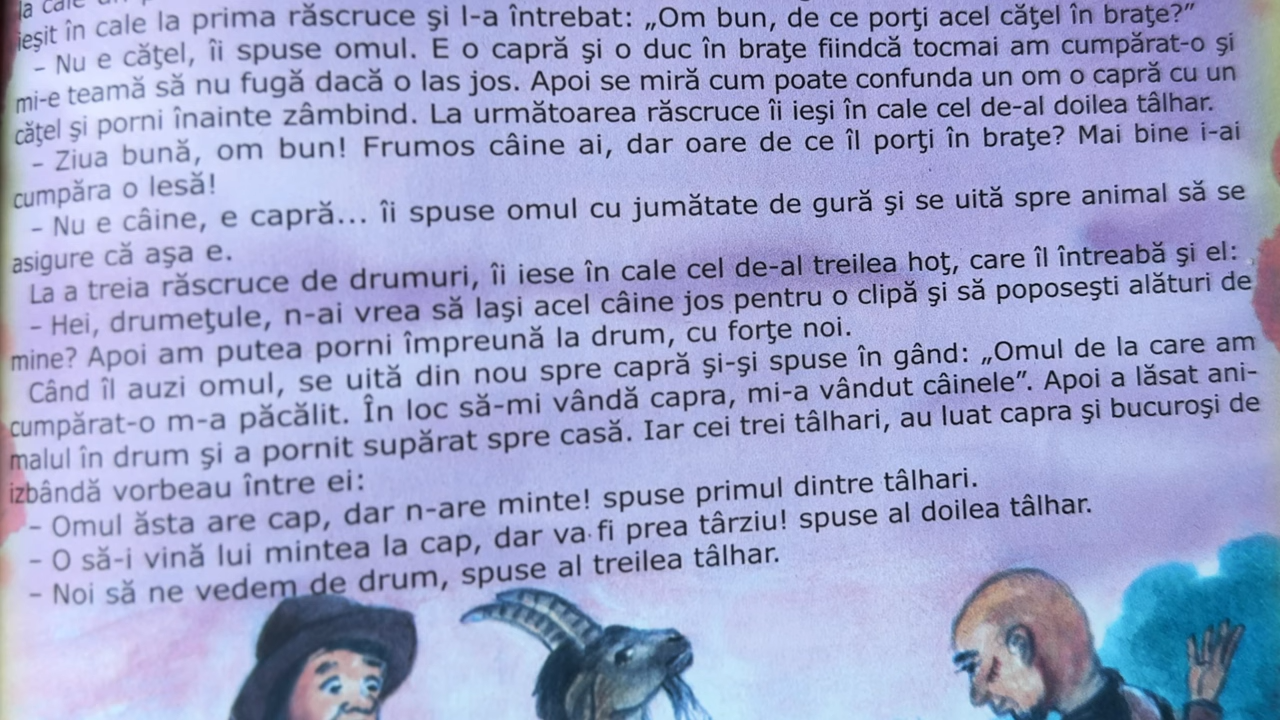 la
ieşit în cale la prima răscruce şi l-a întrebat: „Om bun, de ce porţi acel căţel în braţe?”
– Nu e căţel, îi spuse omul. E o capră şi o duc în braţe fiindcă tocmai am cumpărat-o şi
mi-e teamă să nu fugă dacă o las jos. Apoi se miră cum poate confunda un om o capră cu un
căţel şi porni înainte zâmbind. La următoarea răscruce îi ieşi în cale cel de-al doilea tâlhar.
– Ziua bună, om bun! Frumos câine ai, dar oare de ce îl porţi în braţe? Mai bine i-ai
cumpăra o lesă!
– Nu e câine, e capră... îi spuse omul cu jumătate de gură şi se uită spre animal să se
asigure că aşa e.
La a treia răscruce de drumuri, îi iese în cale cel de-al treilea hoţ, care îl întreabă şi el:
– Hei, drumeţule, n-ai vrea să laşi acel câine jos pentru o clipă şi să poposeşti alături de
mine? Apoi am putea porni împreună la drum, cu forţe noi.
Când îl auzi omul, se uită din nou spre capră şi-şi spuse în gând: „Omul de la care am
cumpărat-o m-a păcălit. În loc să-mi vândă capra, mi-a vândut câinele”. Apoi a lăsat ani-
malul în drum şi a pornit supărat spre casă. Iar cei trei tâlhari, au luat capra şi bucuroşi de
izbândă vorbeau între ei:
– Omul ăsta are cap, dar n-are minte! spuse primul dintre tâlhari.
– O să-i vină lui mintea la cap, dar va fi prea târziu! spuse al doilea tâlhar.
– Noi să ne vedem de drum, spuse al treilea tâlhar.